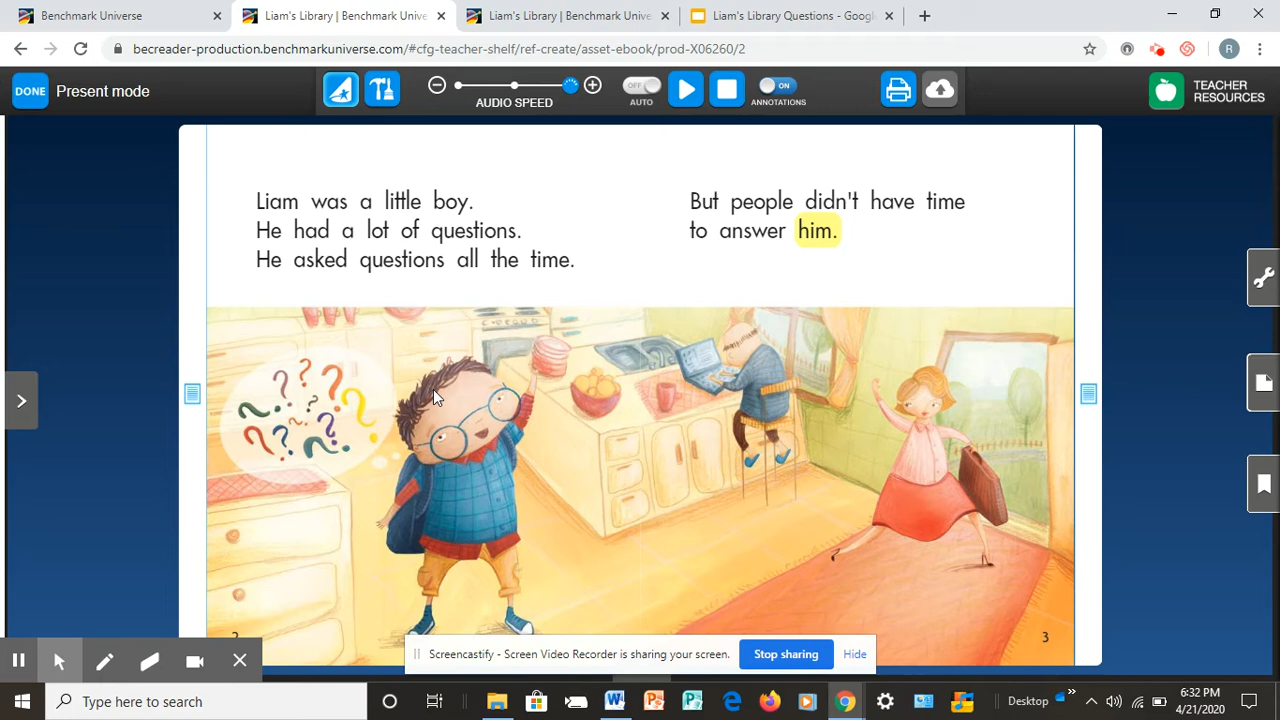 Benchmark Universe
Liam's Library | Benchmark Unive
Liam's Library | Benchmark Unive
Liam's Library Questions - Googl
becreader-production.benchmarkuniverse.com/#cfg-teacher-shelf/ref-create/asset-ebook/prod-X06260/2
R
DONE
Present mode
AUDIO SPEED
OFF
AUTO
ON
ANNOTATIONS
TEACHER
RESOURCES
Liam was a little boy.
He had a lot of questions.
He asked questions all the time.
But people didn't have time
to answer him.
2
3
Screencastify - Screen Video Recorder is sharing your screen.
Stop sharing
Hide
Type here to search
Desktop
6:32 PM
4/21/2020